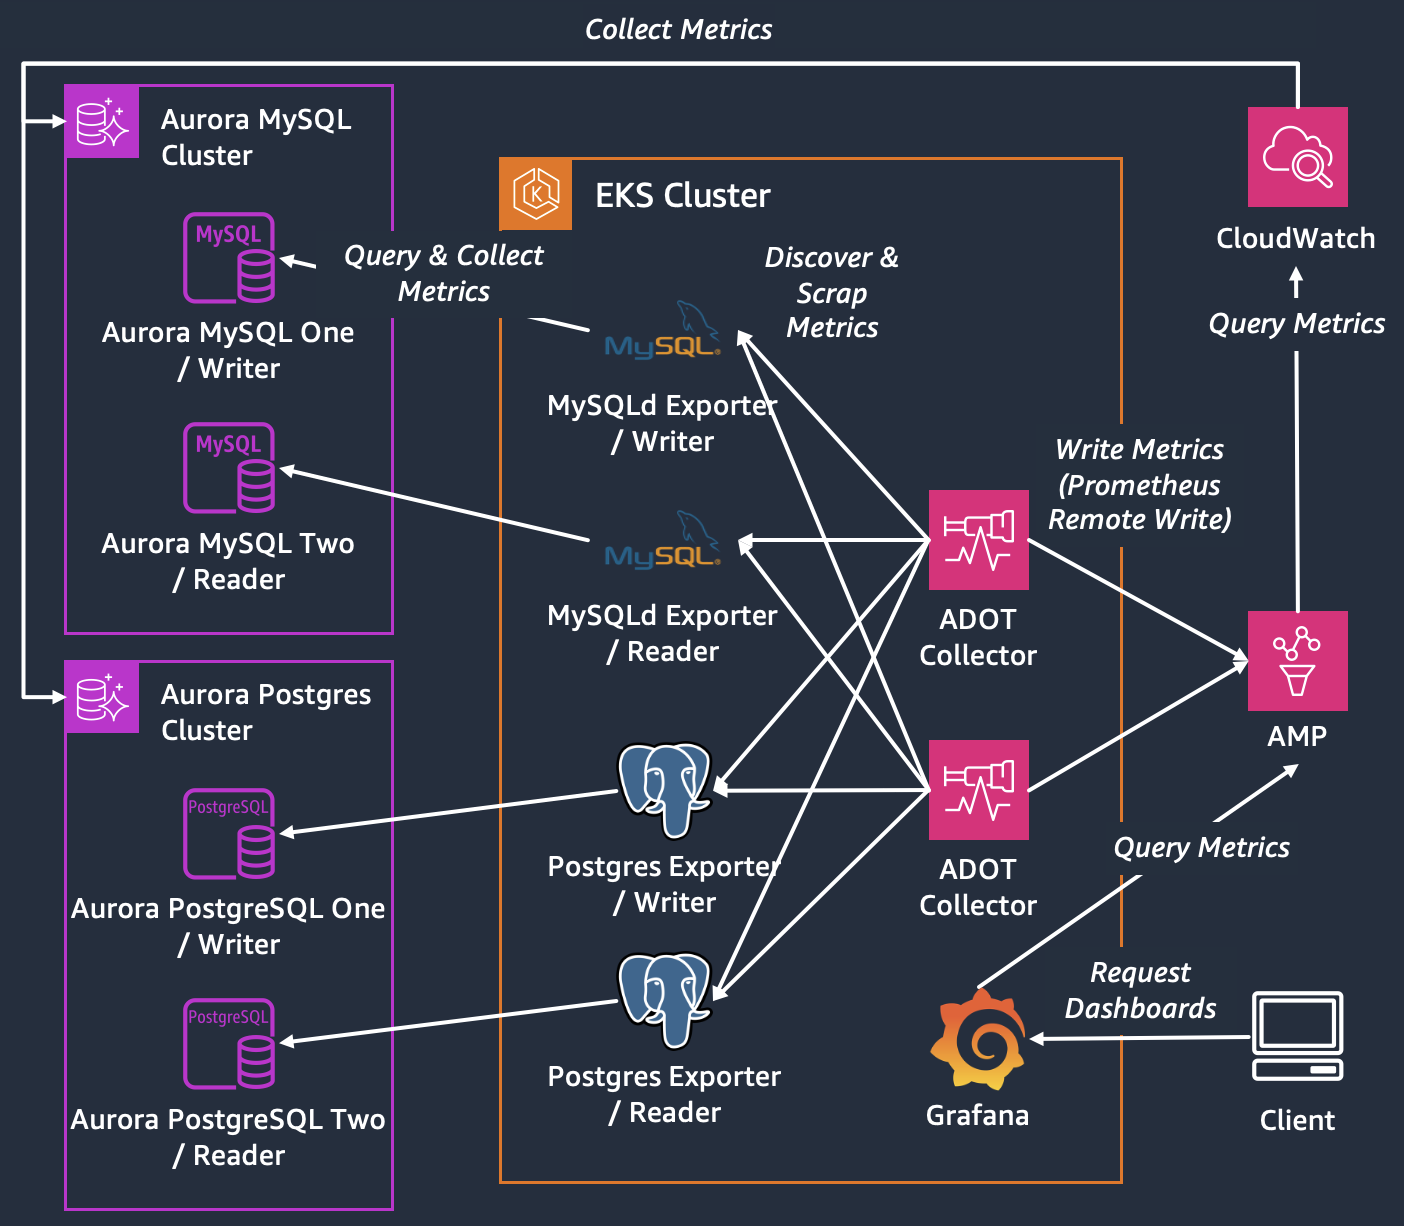 Collect Metrics
Aurora MySQL
Cluster
MySQL
Aurora MySQL One
/ Writer
MySQL
Aurora MySQL Two
/ Reader
Aurora Postgres
Cluster
PostgreSQL
Aurora PostgreSQL One
/ Writer
PostgreSQL
Aurora PostgreSQL Two
/ Reader
Query & Collect
Metrics
K
EKS Cluster
Discover &
Scrap
Metrics
MySQL®
MySQLd Exporter
/ Writer
MySQL®
MySQLd Exporter
/ Reader
Postgres Exporter
/ Writer
Postgres Exporter
/ Reader
ADOT
Collector
ADOT
Collector
Grafana
Write Metrics
(Prometheus
Remote Write)
CloudWatch
Query Metrics
AMP
Query Metrics
Request
Dashboards
Client